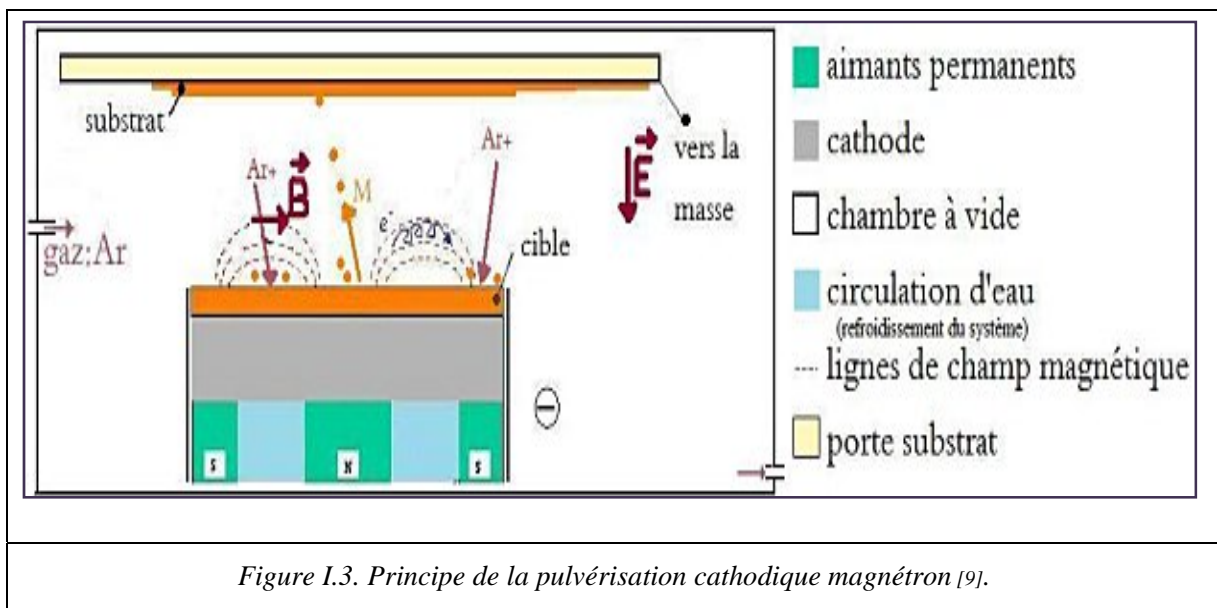 substrat
Ar+
B
M
e-
Ar+
E
vers la
masse
gaz:Ar
cible
S
N
S
aimants permanents
cathode
chambre à vide
circulation d'eau
(refroidissement du système)
lignes de champ magnétique
porte substrat
Figure I.3. Principe de la pulvérisation cathodique magnétron [9].